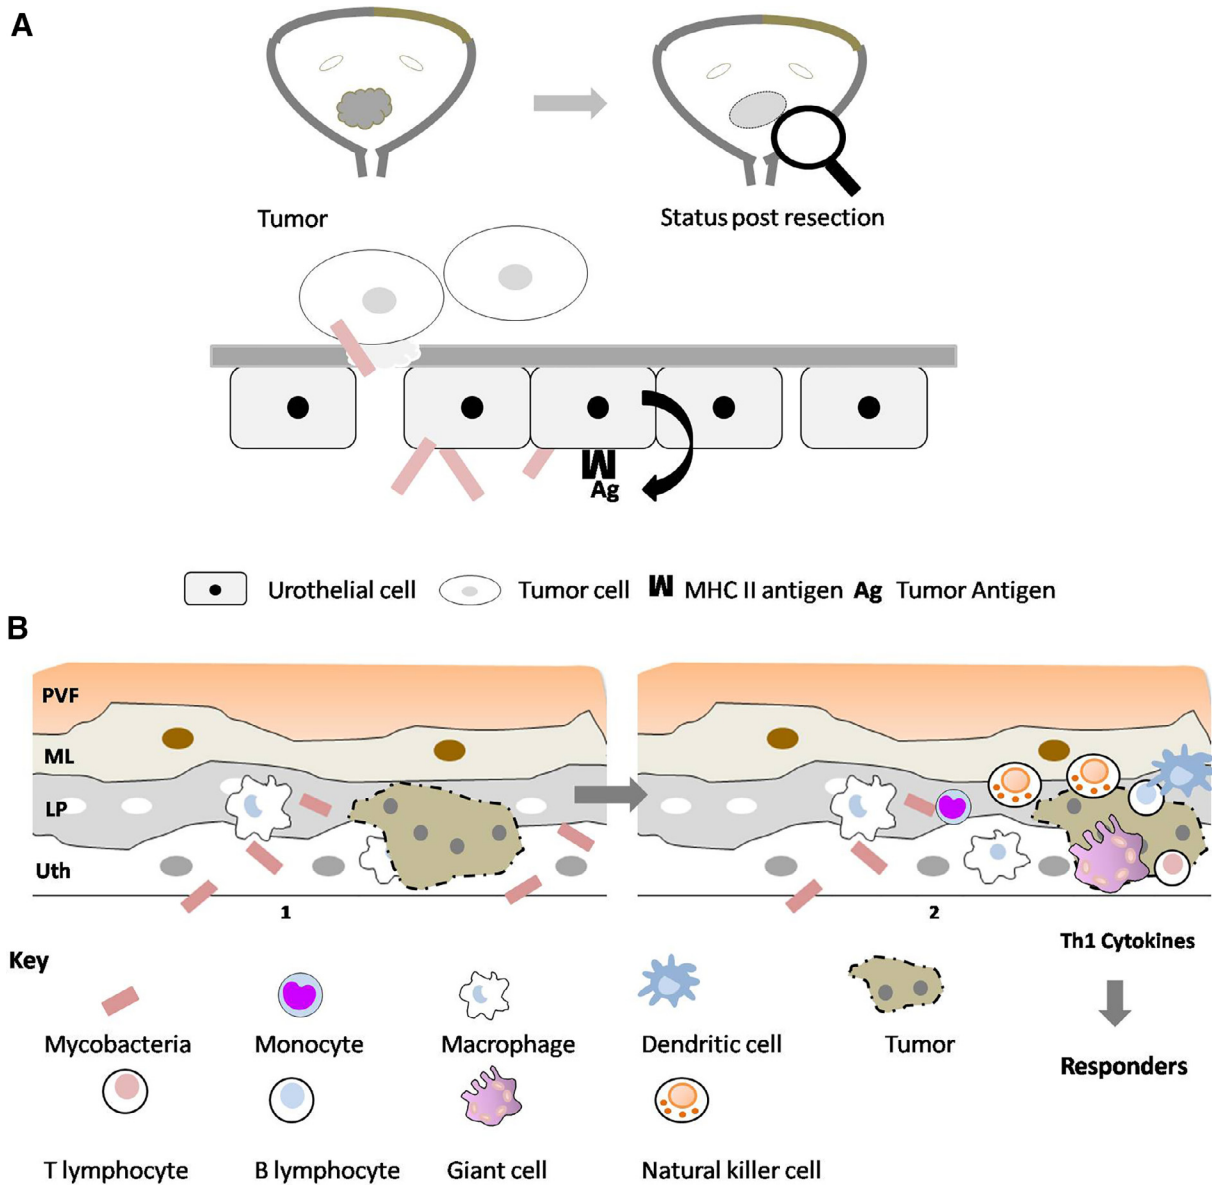 A
Tumor
Status post resection
Ag
Urothelial cell
Tumor cell
MHC II antigen
Ag Tumor Antigen
B
PVF
ML
LP
Uth
1
2
Th1 Cytokines
Responders
Key
Mycobacteria
Monocyte
Macrophage
Dendritic cell
Tumor
T lymphocyte
B lymphocyte
Giant cell
Natural killer cell